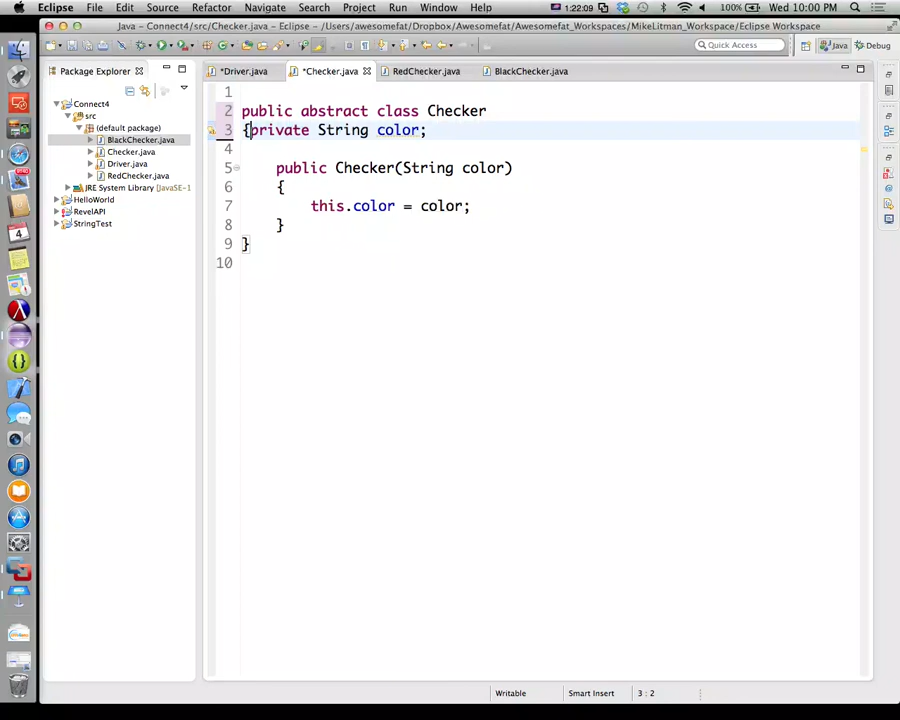 Eclipse File Edit Source Refactor Navigate Search Project Run Window Help 1:22:09 100% Wed 10:00 PM
Java - Connect4/src/Checker.java - Eclipse - /Users/awesomefat/Dropbox/Awesomefat_Workspaces/MikeLitman_Workspace/Eclipse Workspace
Quick Access Java Debug
Package Explorer
*Driver.java *Checker.java RedChecker.java BlackChecker.java
Connect4
src
(default package)
BlackChecker.java
Checker.java
Driver.java
RedChecker.java
JRE System Library [JavaSE-1
HelloWorld
RevelAPI
StringTest
1
2 public abstract class Checker
3 {private String color;
4
5 public Checker(String color)
6 {
7 this.color = color;
8 }
9 }
10
Writable Smart Insert 3 : 2